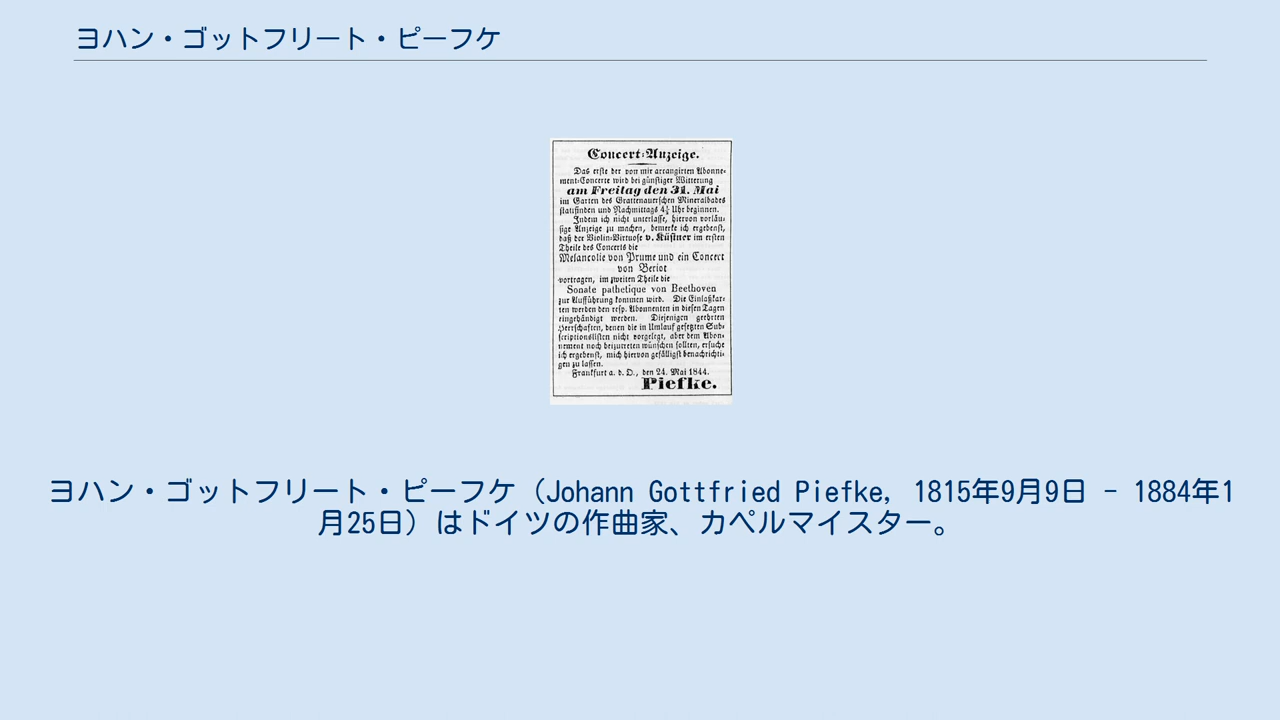 ヨハン・ゴットフリート・ピーフケ
Concert-Anzeige.
Das erste der von mir arrangirten Abonne-
ment-Concerte wird bei günstiger Witterung
am Freitag den 31. Mai
im Garten des Grattenauerschen Mineralbades
stattfinden und Nachmittags 4½ Uhr beginnen.
Indem ich nicht unterlasse, hiervon vorläu-
fige Anzeige zu machen, bemerke ich ergebenst,
daß der Violin-Virtuose v. Küstner im ersten
Theile des Concerts die
Melancolie von Prume und ein Concert
von Beriot
vortragen, im zweiten Theile die
Sonate pathetique von Beethoven
zur Aufführung kommen wird. Die Einlaßkar-
ten werden den resp. Abonnenten in diesen Tagen
eingehändigt werden. Diejenigen geehrten
Herrschaften, denen die in Umlauf gesetzten Sub-
scriptionslisten nicht vorgelegt, aber dem Abon-
nement noch beizutreten wünschen sollten, ersuche
ich ergebenst, mich hiervon gefälligst benachrichti-
gen zu lassen.
Frankfurt a. d. O., den 24. Mai 1844.
Piefke.
ヨハン・ゴットフリート・ピーフケ（Johann Gottfried Piefke, 1815年9月9日 - 1884年1
月25日）はドイツの作曲家、カペルマイスター。